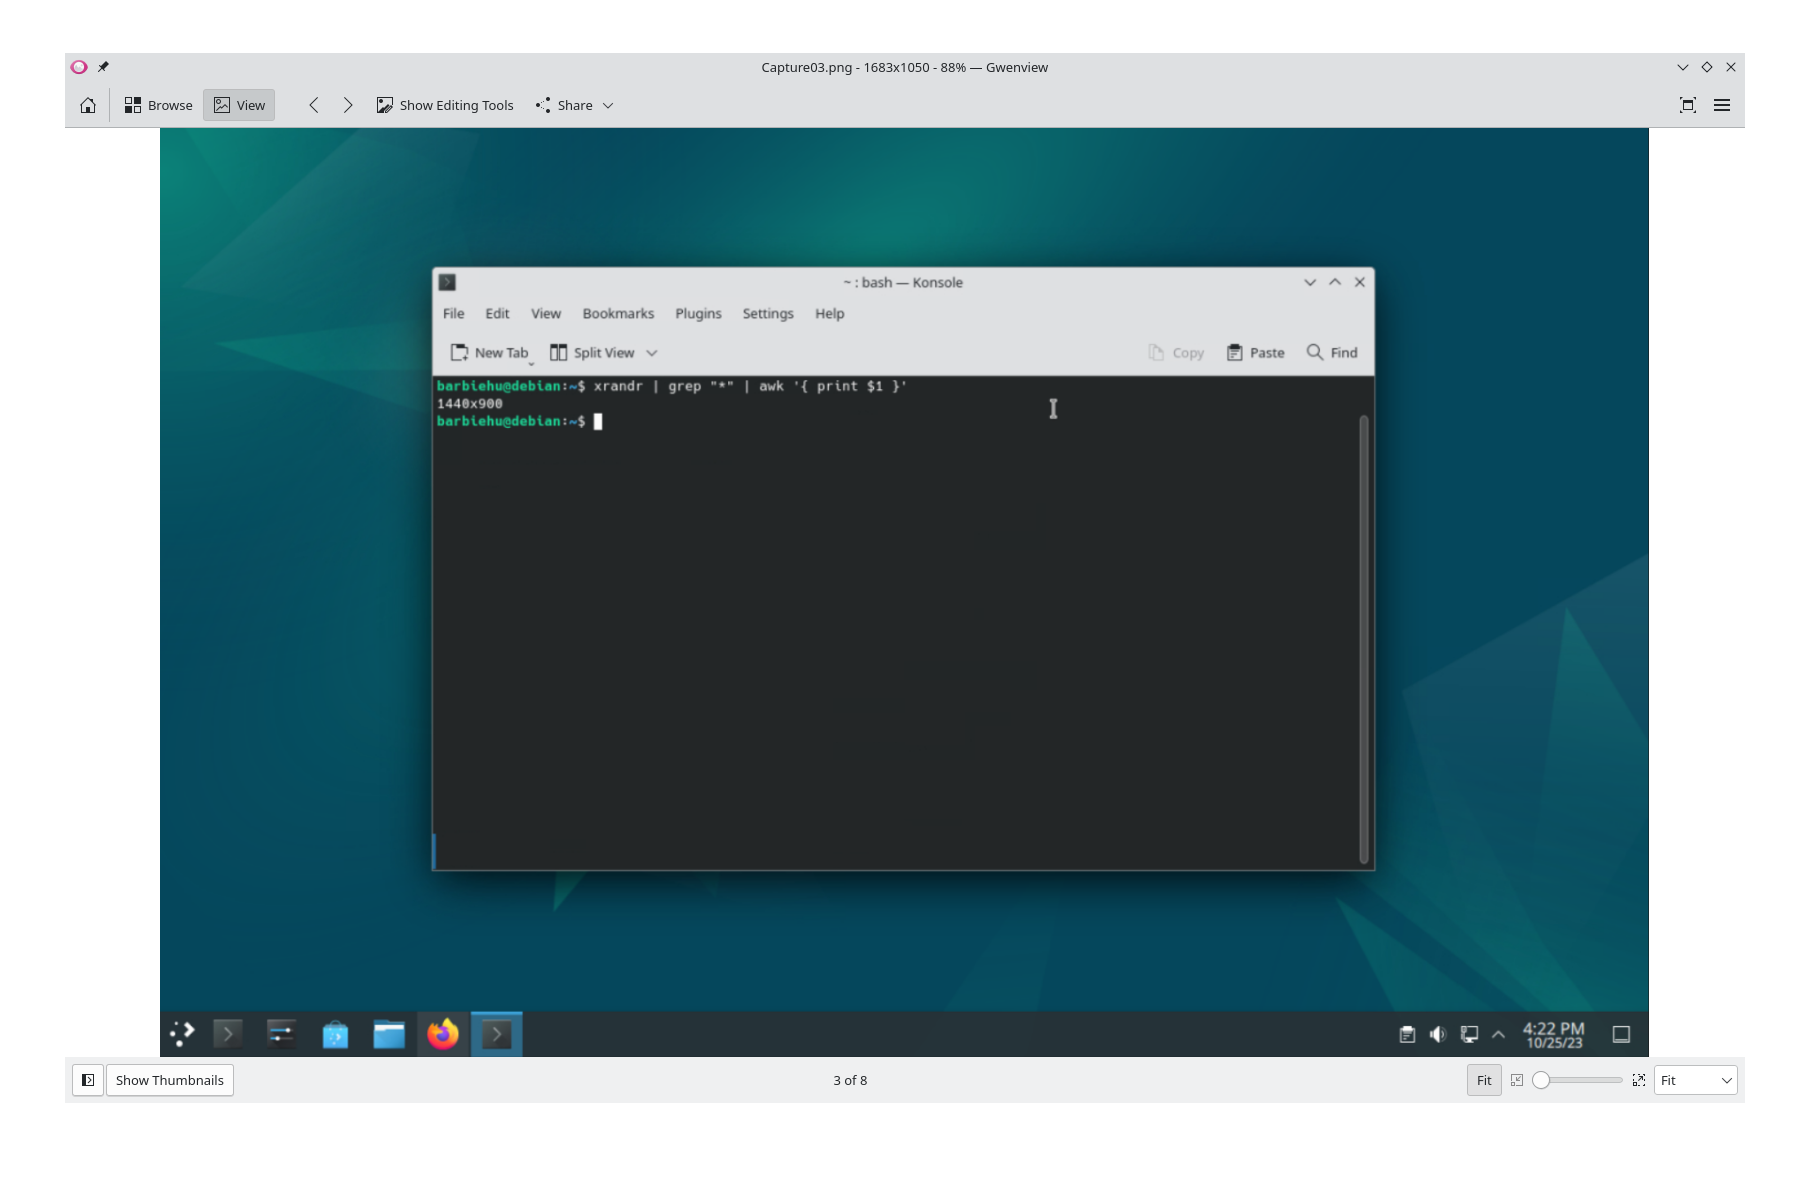 Capture03.png - 1683x1050 - 88% — Gwenview
Browse View Show Editing Tools Share
~ : bash — Konsole
File Edit View Bookmarks Plugins Settings Help
New Tab Split View Copy Paste Find
barbiehu@debian:~$ xrandr | grep "*" | awk '{ print $1 }'
1440x900
barbiehu@debian:~$
4:22 PM
10/25/23
Show Thumbnails 3 of 8 Fit Fit